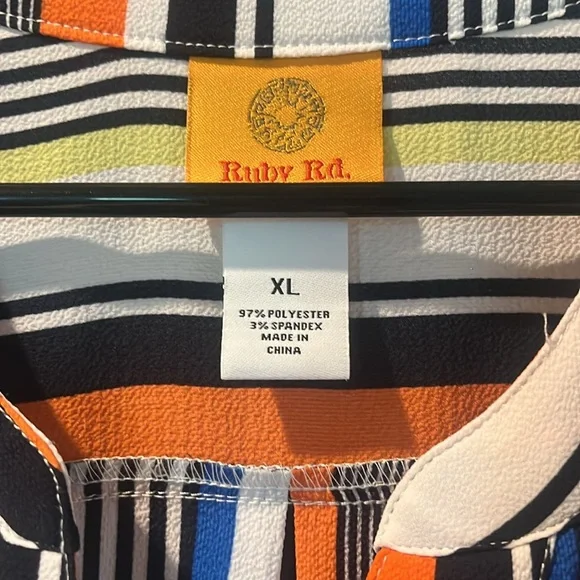 Ruby Rd.
XL
97% POLYESTER
3% SPANDEX
MADE IN
CHINA